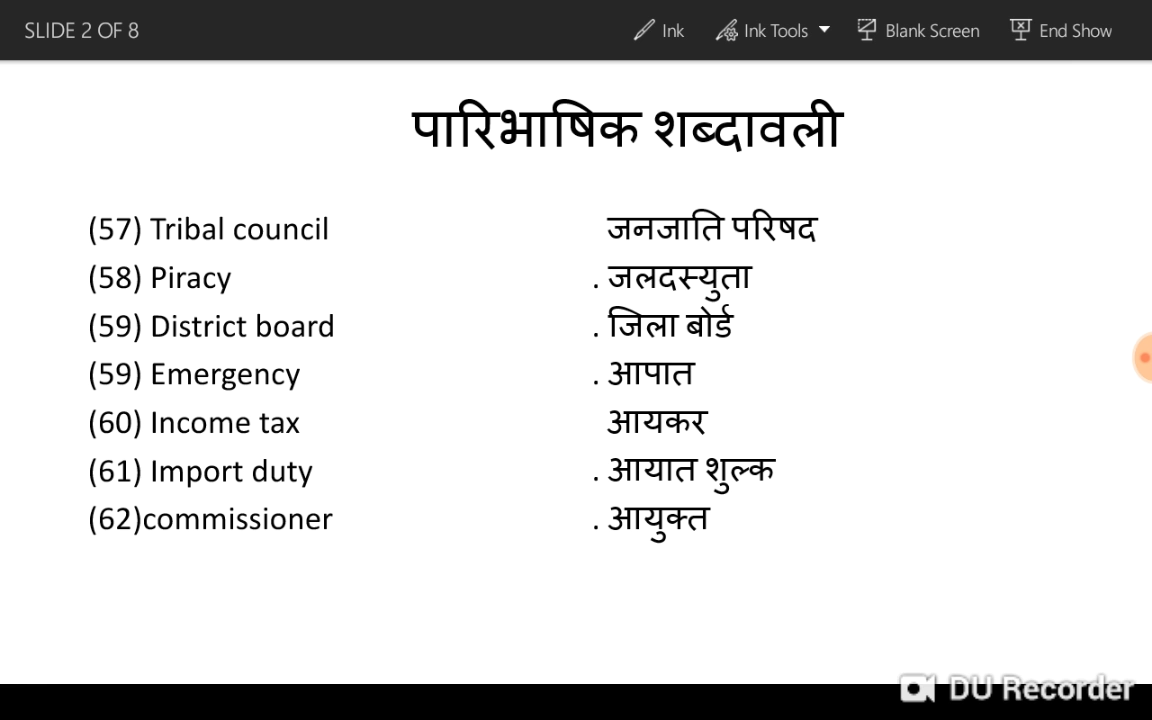 SLIDE 2 OF 8 Ink Ink Tools Blank Screen End Show
पारिभाषिक शब्दावली
(57) Tribal council जनजाति परिषद
(58) Piracy . जलदस्युता
(59) District board . जिला बोर्ड
(59) Emergency . आपात
(60) Income tax आयकर
(61) Import duty . आयात शुल्क
(62)commissioner . आयुक्त
DU Recorder